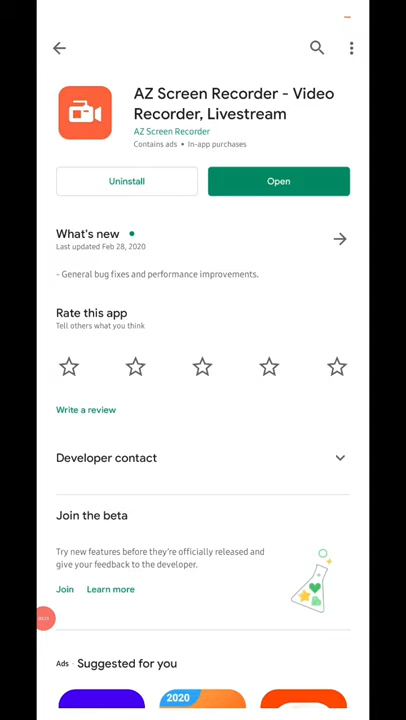 AZ Screen Recorder - Video
Recorder, Livestream
AZ Screen Recorder
Contains ads • In-app purchases
Uninstall
Open
What's new
Last updated Feb 28, 2020
- General bug fixes and performance improvements.
Rate this app
Tell others what you think
Write a review
Developer contact
Join the beta
Try new features before they're officially released and
give your feedback to the developer.
Join
Learn more
Ads · Suggested for you
2020